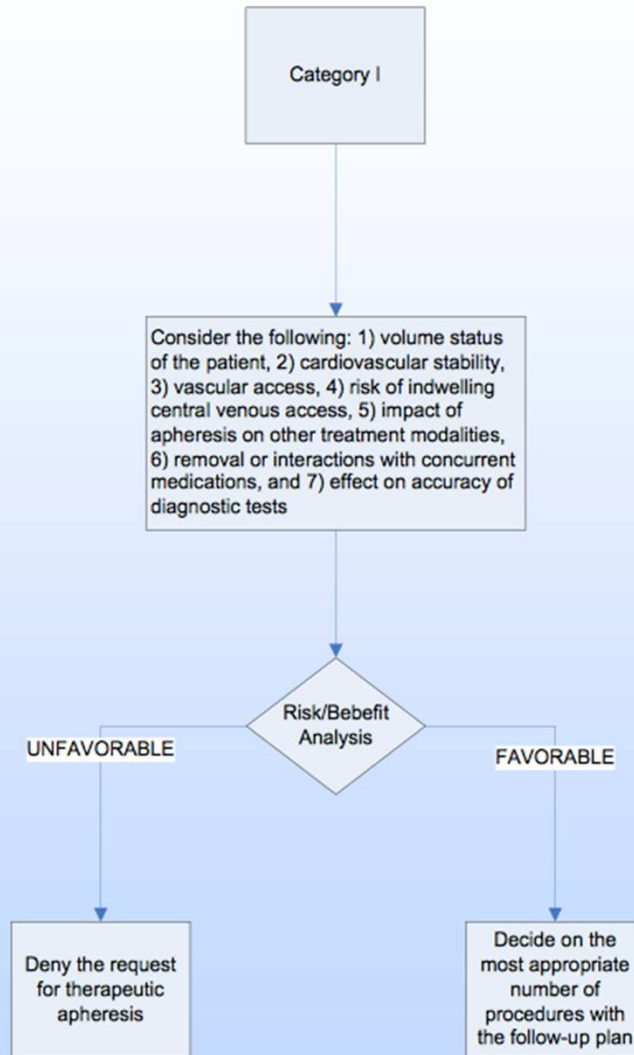 Category I
Consider the following: 1) volume status
of the patient, 2) cardiovascular stability,
3) vascular access, 4) risk of indwelling
central venous access, 5) impact of
apheresis on other treatment modalities,
6) removal or interactions with concurrent
medications, and 7) effect on accuracy of
diagnostic tests
Risk/Bebefit
Analysis
UNFAVORABLE
FAVORABLE
Deny the request
for therapeutic
apheresis
Decide on the
most appropriate
number of
procedures with
the follow-up plan